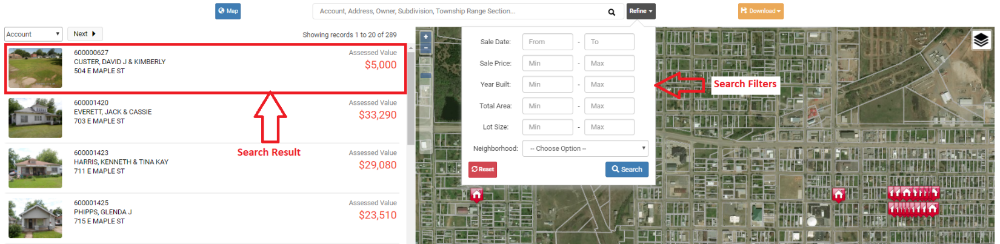 Map
Account, Address, Owner, Subdivision, Township Range Section...
Refine
Download
Account
Next
Showing records 1 to 20 of 289
600000627
CUSTER, DAVID J & KIMBERLY
504 E MAPLE ST
Assessed Value
$5,000
600001420
EVERETT, JACK & CASSIE
703 E MAPLE ST
Assessed Value
$33,290
Search Result
600001423
HARRIS, KENNETH & TINA KAY
711 E MAPLE ST
Assessed Value
$29,080
600001425
PHIPPS, GLENDA J
715 E MAPLE ST
Assessed Value
$23,510
+
-
Sale Date: From - To
Sale Price: Min - Max
Year Built: Min - Max
Total Area: Min - Max
Lot Size: Min - Max
Neighborhood: -- Choose Option --
Reset
Search
Search Filters